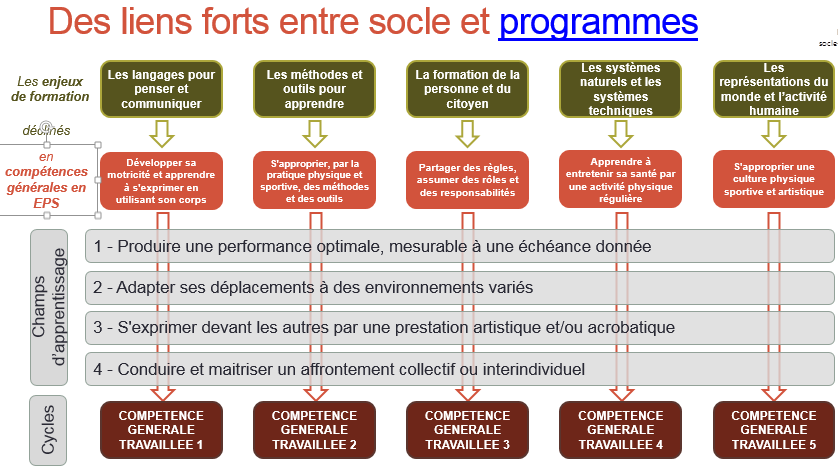 Des liens forts entre socle et programmes
socle
Les enjeux
de formation
Les langages pour
penser et
communiquer
Les méthodes et
outils pour
apprendre
La formation de la
personne et du
citoyen
Les systèmes
naturels et les
systèmes
techniques
Les
représentations du
monde et l'activité
humaine
déclinés
en
compétences
générales en
EPS
Développer sa
motricité et apprendre
à s'exprimer en
utilisant son corps
S'approprier, par la
pratique physique et
sportive, des méthodes
et des outils
Partager des règles,
assumer des rôles et
des responsabilités
Apprendre à
entretenir sa santé par
une activité physique
régulière
S'approprier une
culture physique
sportive et artistique
Champs
d'apprentissage
1 - Produire une performance optimale, mesurable à une échéance donnée
2 - Adapter ses déplacements à des environnements variés
3 - S'exprimer devant les autres par une prestation artistique et/ou acrobatique
4 - Conduire et maitriser un affrontement collectif ou interindividuel
Cycles
COMPETENCE
GENERALE
TRAVAILLEE 1
COMPETENCE
GENERALE
TRAVAILLEE 2
COMPETENCE
GENERALE
TRAVAILLEE 3
COMPETENCE
GENERALE
TRAVAILLEE 4
COMPETENCE
GENERALE
TRAVAILLEE 5